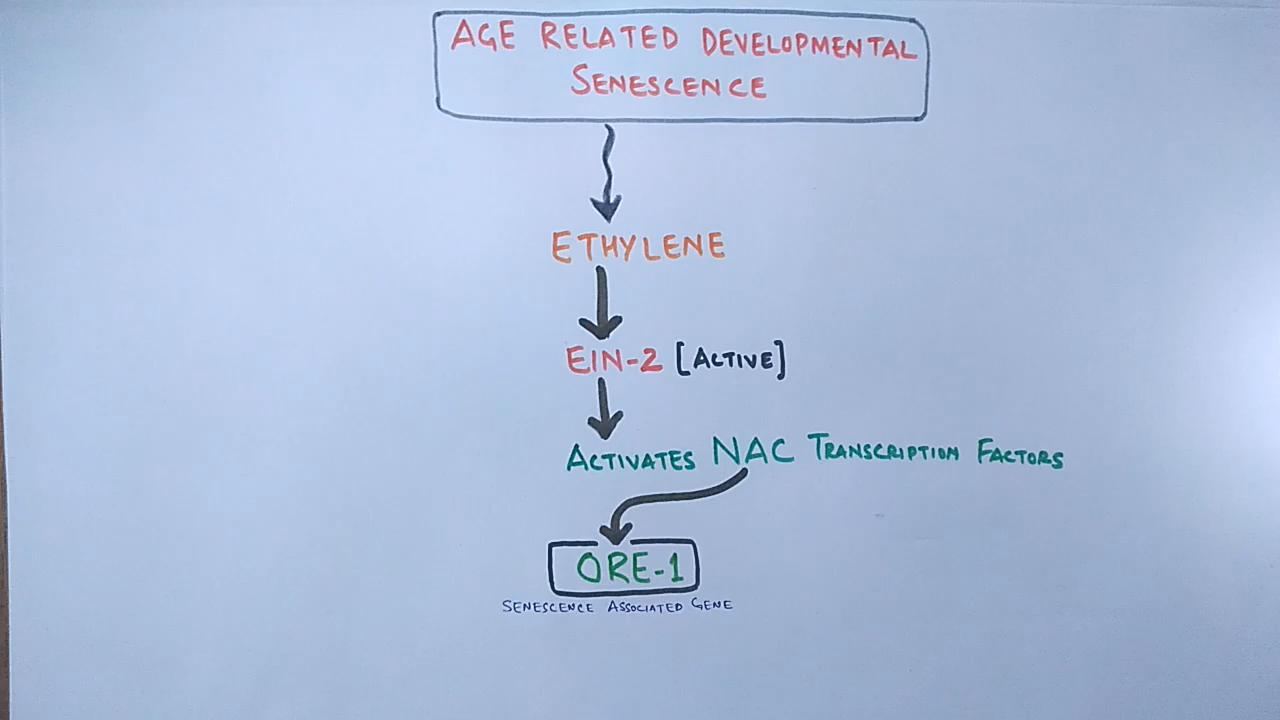 AGE RELATED DEVELOPMENTAL
SENESCENCE
ETHYLENE
EIN-2 [ACTIVE]
ACTIVATES NAC TRANSCRIPTION FACTORS
ORE-1
SENESCENCE ASSOCIATED GENE